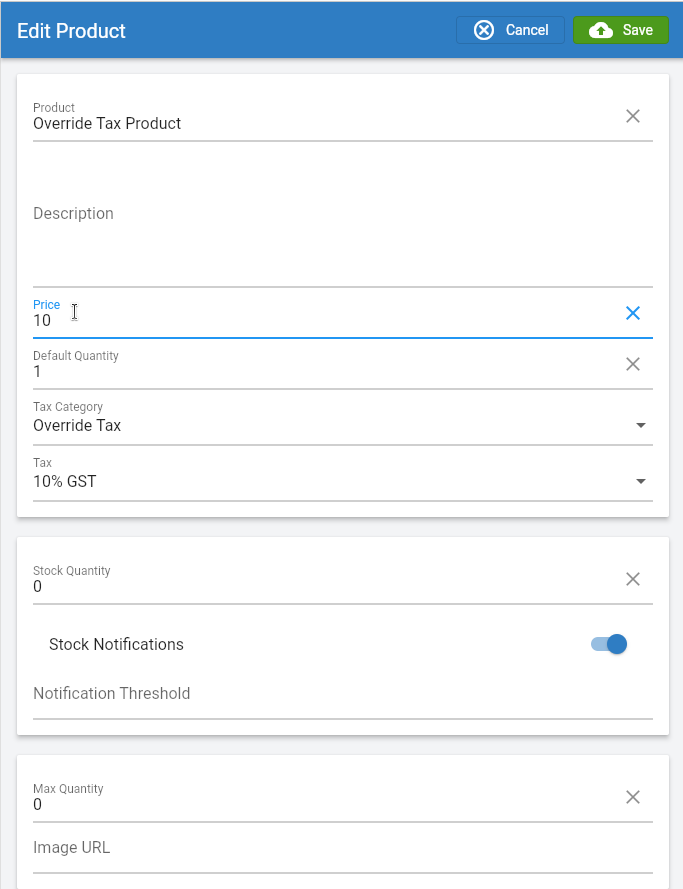 Edit Product
Cancel
Save
Product
Override Tax Product
Description
Price
10
Default Quantity
1
Tax Category
Override Tax
Tax
10% GST
Stock Quantity
0
Stock Notifications
Notification Threshold
Max Quantity
0
Image URL